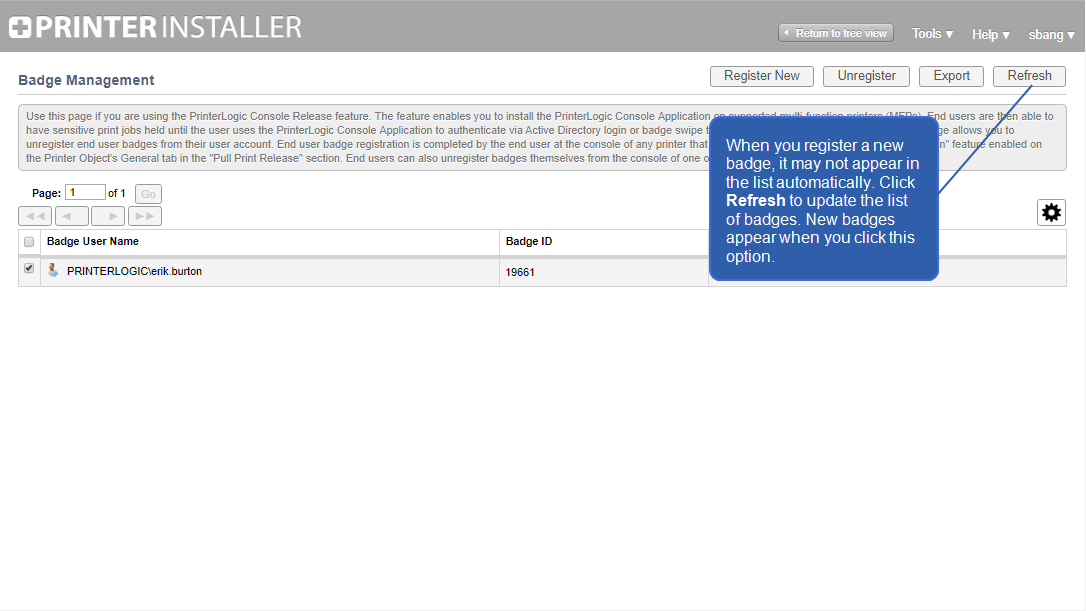 PRINTER INSTALLER
Return to tree view Tools ▾ Help ▾ sbang ▾
Badge Management
Register New Unregister Export Refresh
Use this page if you are using the PrinterLogic Console Release feature. The feature enables you to install the PrinterLogic Console Application on supported multi-function printers (MFPs). End users are then able to
have sensitive print jobs held until the user uses the PrinterLogic Console Application to authenticate via Active Directory login or badge swipe
unregister end user badges from their user account. End user badge registration is completed by the end user at the console of any printer that
the Printer Object's General tab in the "Pull Print Release" section. End users can also unregister badges themselves from the console of one
allows you to
feature enabled on
When you register a new
badge, it may not appear in
the list automatically. Click
Refresh to update the list
of badges. New badges
appear when you click this
option.
Page: 1 of 1 Go
Badge User Name Badge ID
PRINTERLOGIC\erik.burton 19661